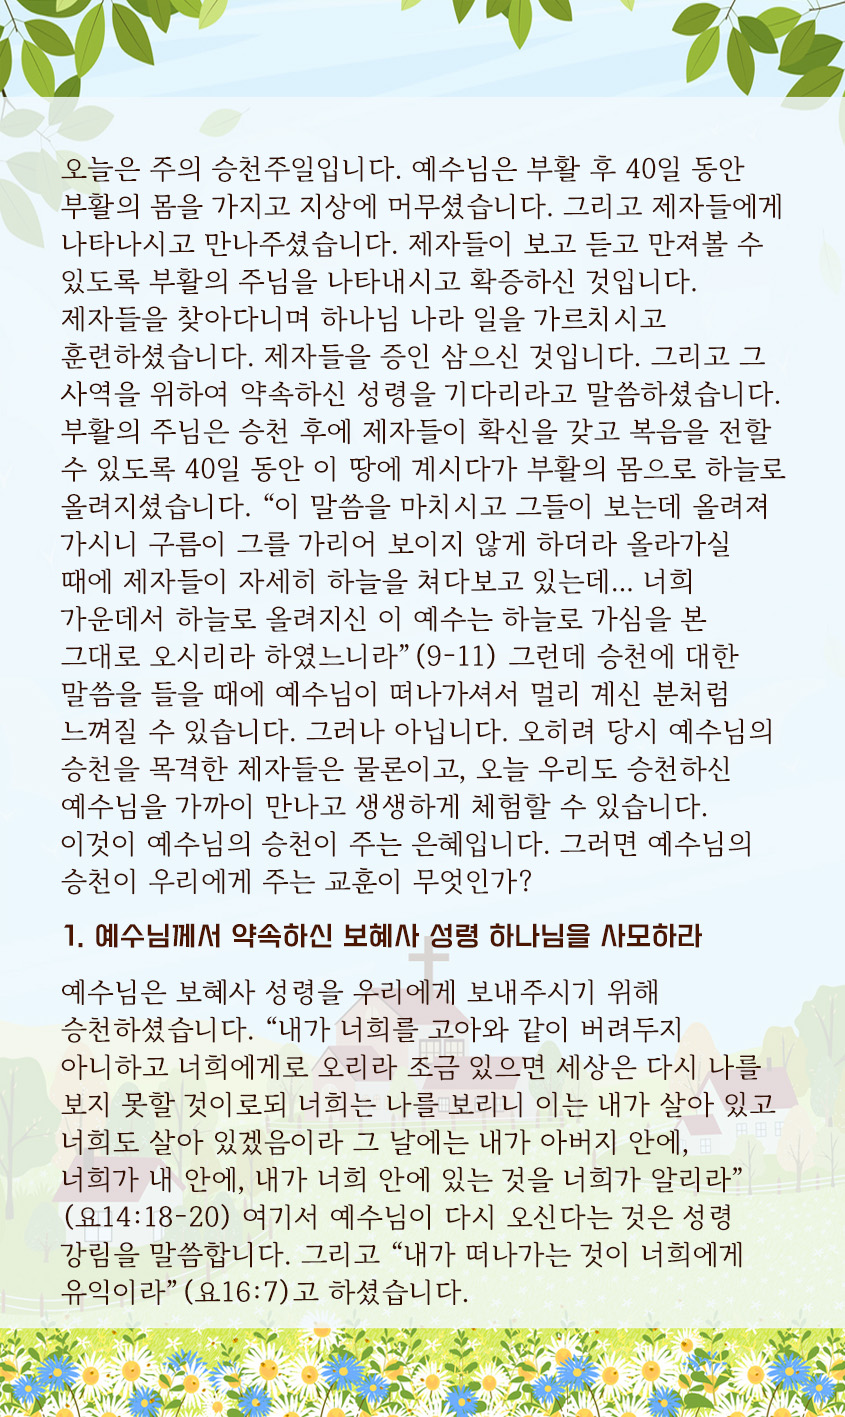 오늘은 주의 승천주일입니다. 예수님은 부활 후 40일 동안
부활의 몸을 가지고 지상에 머무셨습니다. 그리고 제자들에게
나타나시고 만나주셨습니다. 제자들이 보고 듣고 만져볼 수
있도록 부활의 주님을 나타내시고 확증하신 것입니다.
제자들을 찾아다니며 하나님 나라 일을 가르치시고
훈련하셨습니다. 제자들을 증인 삼으신 것입니다. 그리고 그
사역을 위하여 약속하신 성령을 기다리라고 말씀하셨습니다.
부활의 주님은 승천 후에 제자들이 확신을 갖고 복음을 전할
수 있도록 40일 동안 이 땅에 계시다가 부활의 몸으로 하늘로
올려지셨습니다. “이 말씀을 마치시고 그들이 보는데 올려져
가시니 구름이 그를 가리어 보이지 않게 하더라 올라가실
때에 제자들이 자세히 하늘을 쳐다보고 있는데... 너희
가운데서 하늘로 올려지신 이 예수는 하늘로 가심을 본
그대로 오시리라 하였느니라”(9-11) 그런데 승천에 대한
말씀을 들을 때에 예수님이 떠나가셔서 멀리 계신 분처럼
느껴질 수 있습니다. 그러나 아닙니다. 오히려 당시 예수님의
승천을 목격한 제자들은 물론이고, 오늘 우리도 승천하신
예수님을 가까이 만나고 생생하게 체험할 수 있습니다.
이것이 예수님의 승천이 주는 은혜입니다. 그러면 예수님의
승천이 우리에게 주는 교훈이 무엇인가?
1. 예수님께서 약속하신 보혜사 성령 하나님을 사모하라
예수님은 보혜사 성령을 우리에게 보내주시기 위해
승천하셨습니다. “내가 너희를 고아와 같이 버려두지
아니하고 너희에게로 오리라 조금 있으면 세상은 다시 나를
보지 못할 것이로되 너희는 나를 보리니 이는 내가 살아 있고
너희도 살아 있겠음이라 그 날에는 내가 아버지 안에,
너희가 내 안에, 내가 너희 안에 있는 것을 너희가 알리라”
(요14:18-20) 여기서 예수님이 다시 오신다는 것은 성령
강림을 말씀합니다. 그리고 “내가 떠나가는 것이 너희에게
유익이라”(요16:7)고 하셨습니다.